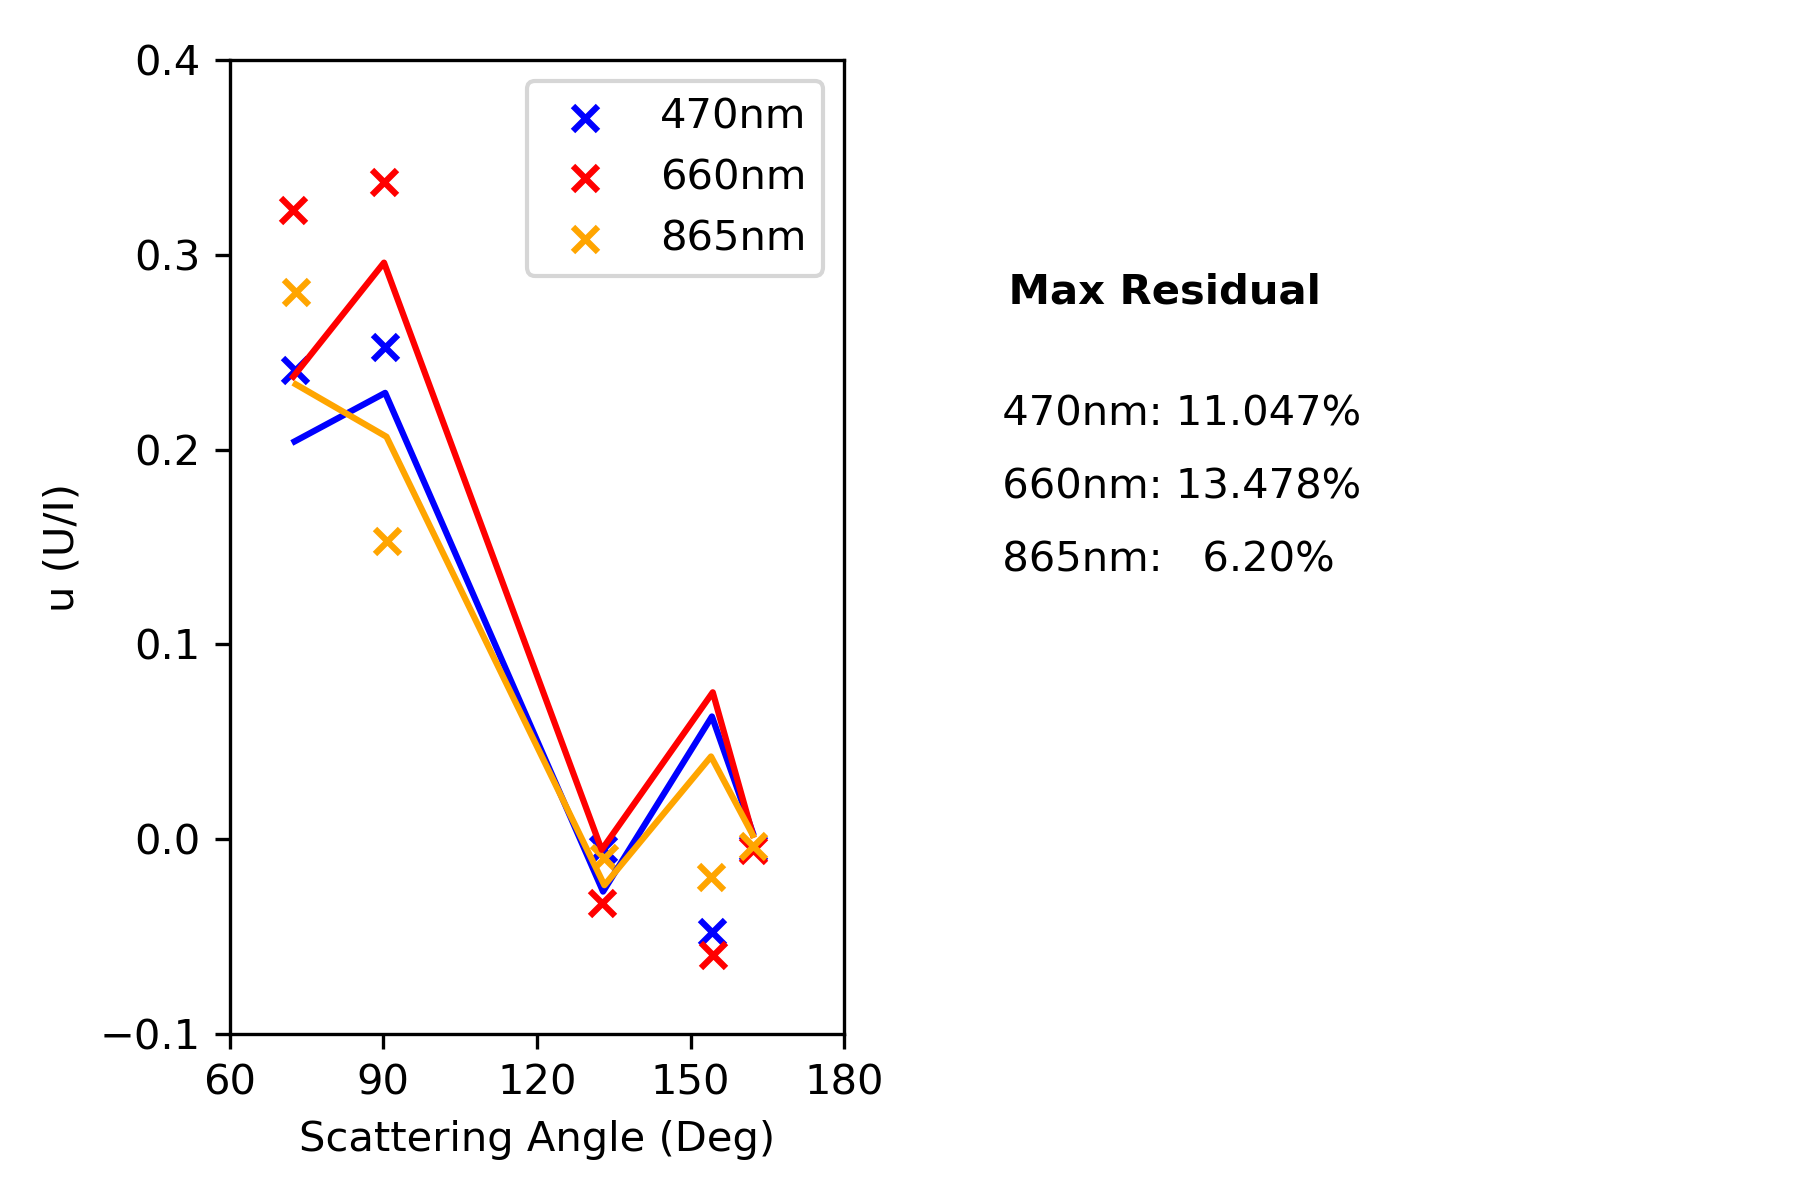 0.4
0.3
0.2
0.1
0.0
−0.1
u (U/I)
60 90 120 150 180
Scattering Angle (Deg)
470nm
660nm
865nm
Max Residual
470nm: 11.047%
660nm: 13.478%
865nm: 6.20%